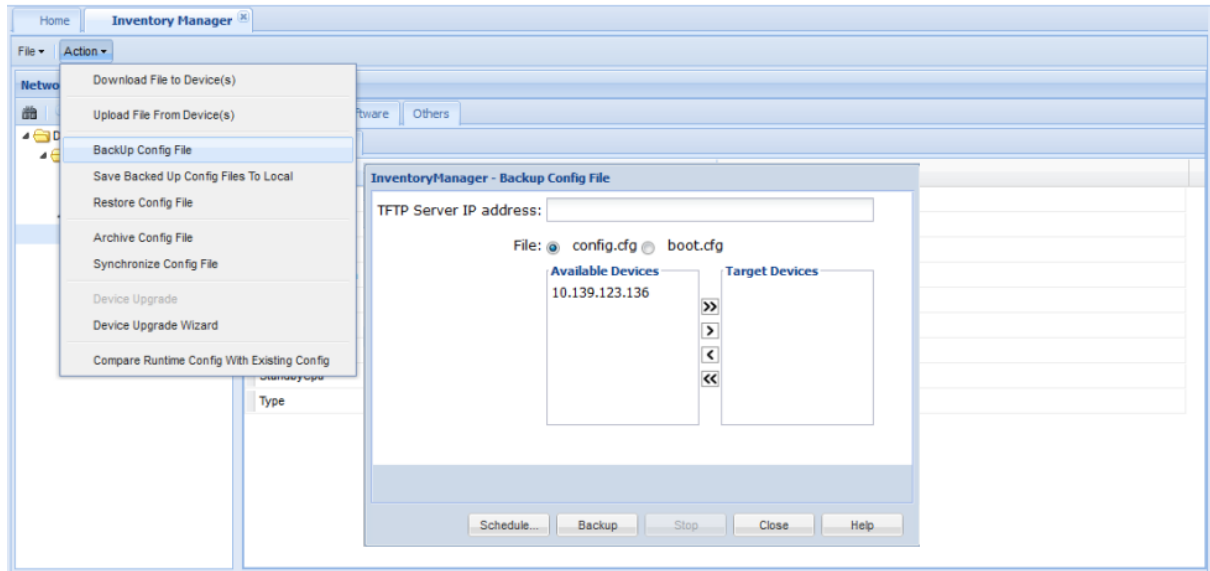 Home Inventory Manager
File Action
Download File to Device(s)
Upload File From Device(s)
Others
BackUp Config File
Save Backed Up Config Files To Local
Restore Config File
Archive Config File
Synchronize Config File
Device Upgrade
Device Upgrade Wizard
Compare Runtime Config With Existing Config
Type
InventoryManager - Backup Config File
TFTP Server IP address:
File: config.cfg boot.cfg
Available Devices Target Devices
10.139.123.136
Schedule... Backup Stop Close Help